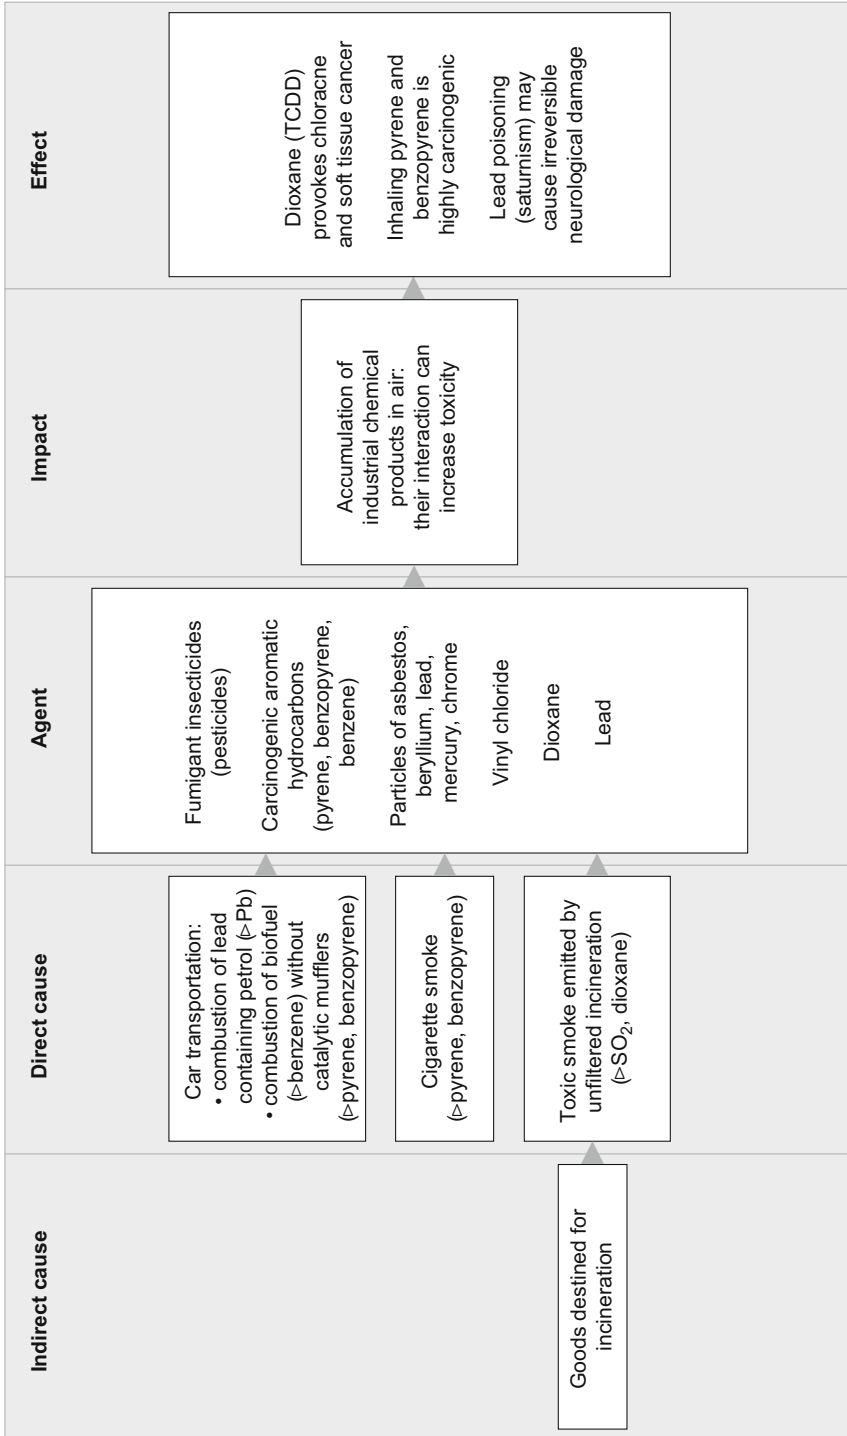 Indirect cause
Direct cause
Agent
Impact
Effect
Goods destined for
incineration
Car transportation:
• combustion of lead
containing petrol (▷Pb)
• combustion of biofuel
(▷benzene) without
catalytic mufflers
(▷pyrene, benzopyrene)
Cigarette smoke
(▷pyrene, benzopyrene)
Toxic smoke emitted by
unfiltered incineration
(▷SO₂, dioxane)
Fumigant insecticides
(pesticides)
Carcinogenic aromatic
hydrocarbons
(pyrene, benzopyrene,
benzene)
Particles of asbestos,
beryllium, lead,
mercury, chrome
Vinyl chloride
Dioxane
Lead
Accumulation of
industrial chemical
products in air:
their interaction can
increase toxicity
Dioxane (TCDD)
provokes chloracne
and soft tissue cancer
Inhaling pyrene and
benzopyrene is
highly carcinogenic
Lead poisoning
(saturnism) may
cause irreversible
neurological damage